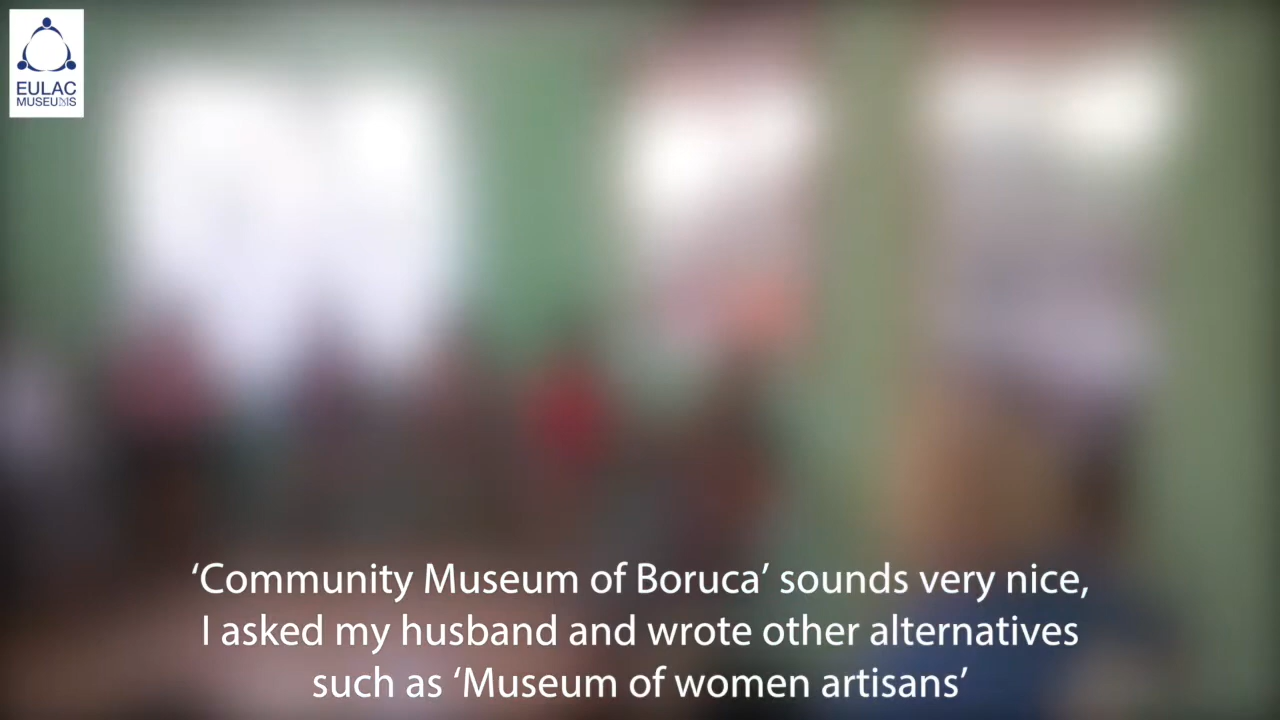 EULAC
MUSEUMS
‘Community Museum of Boruca’ sounds very nice,
I asked my husband and wrote other alternatives
such as ‘Museum of women artisans’